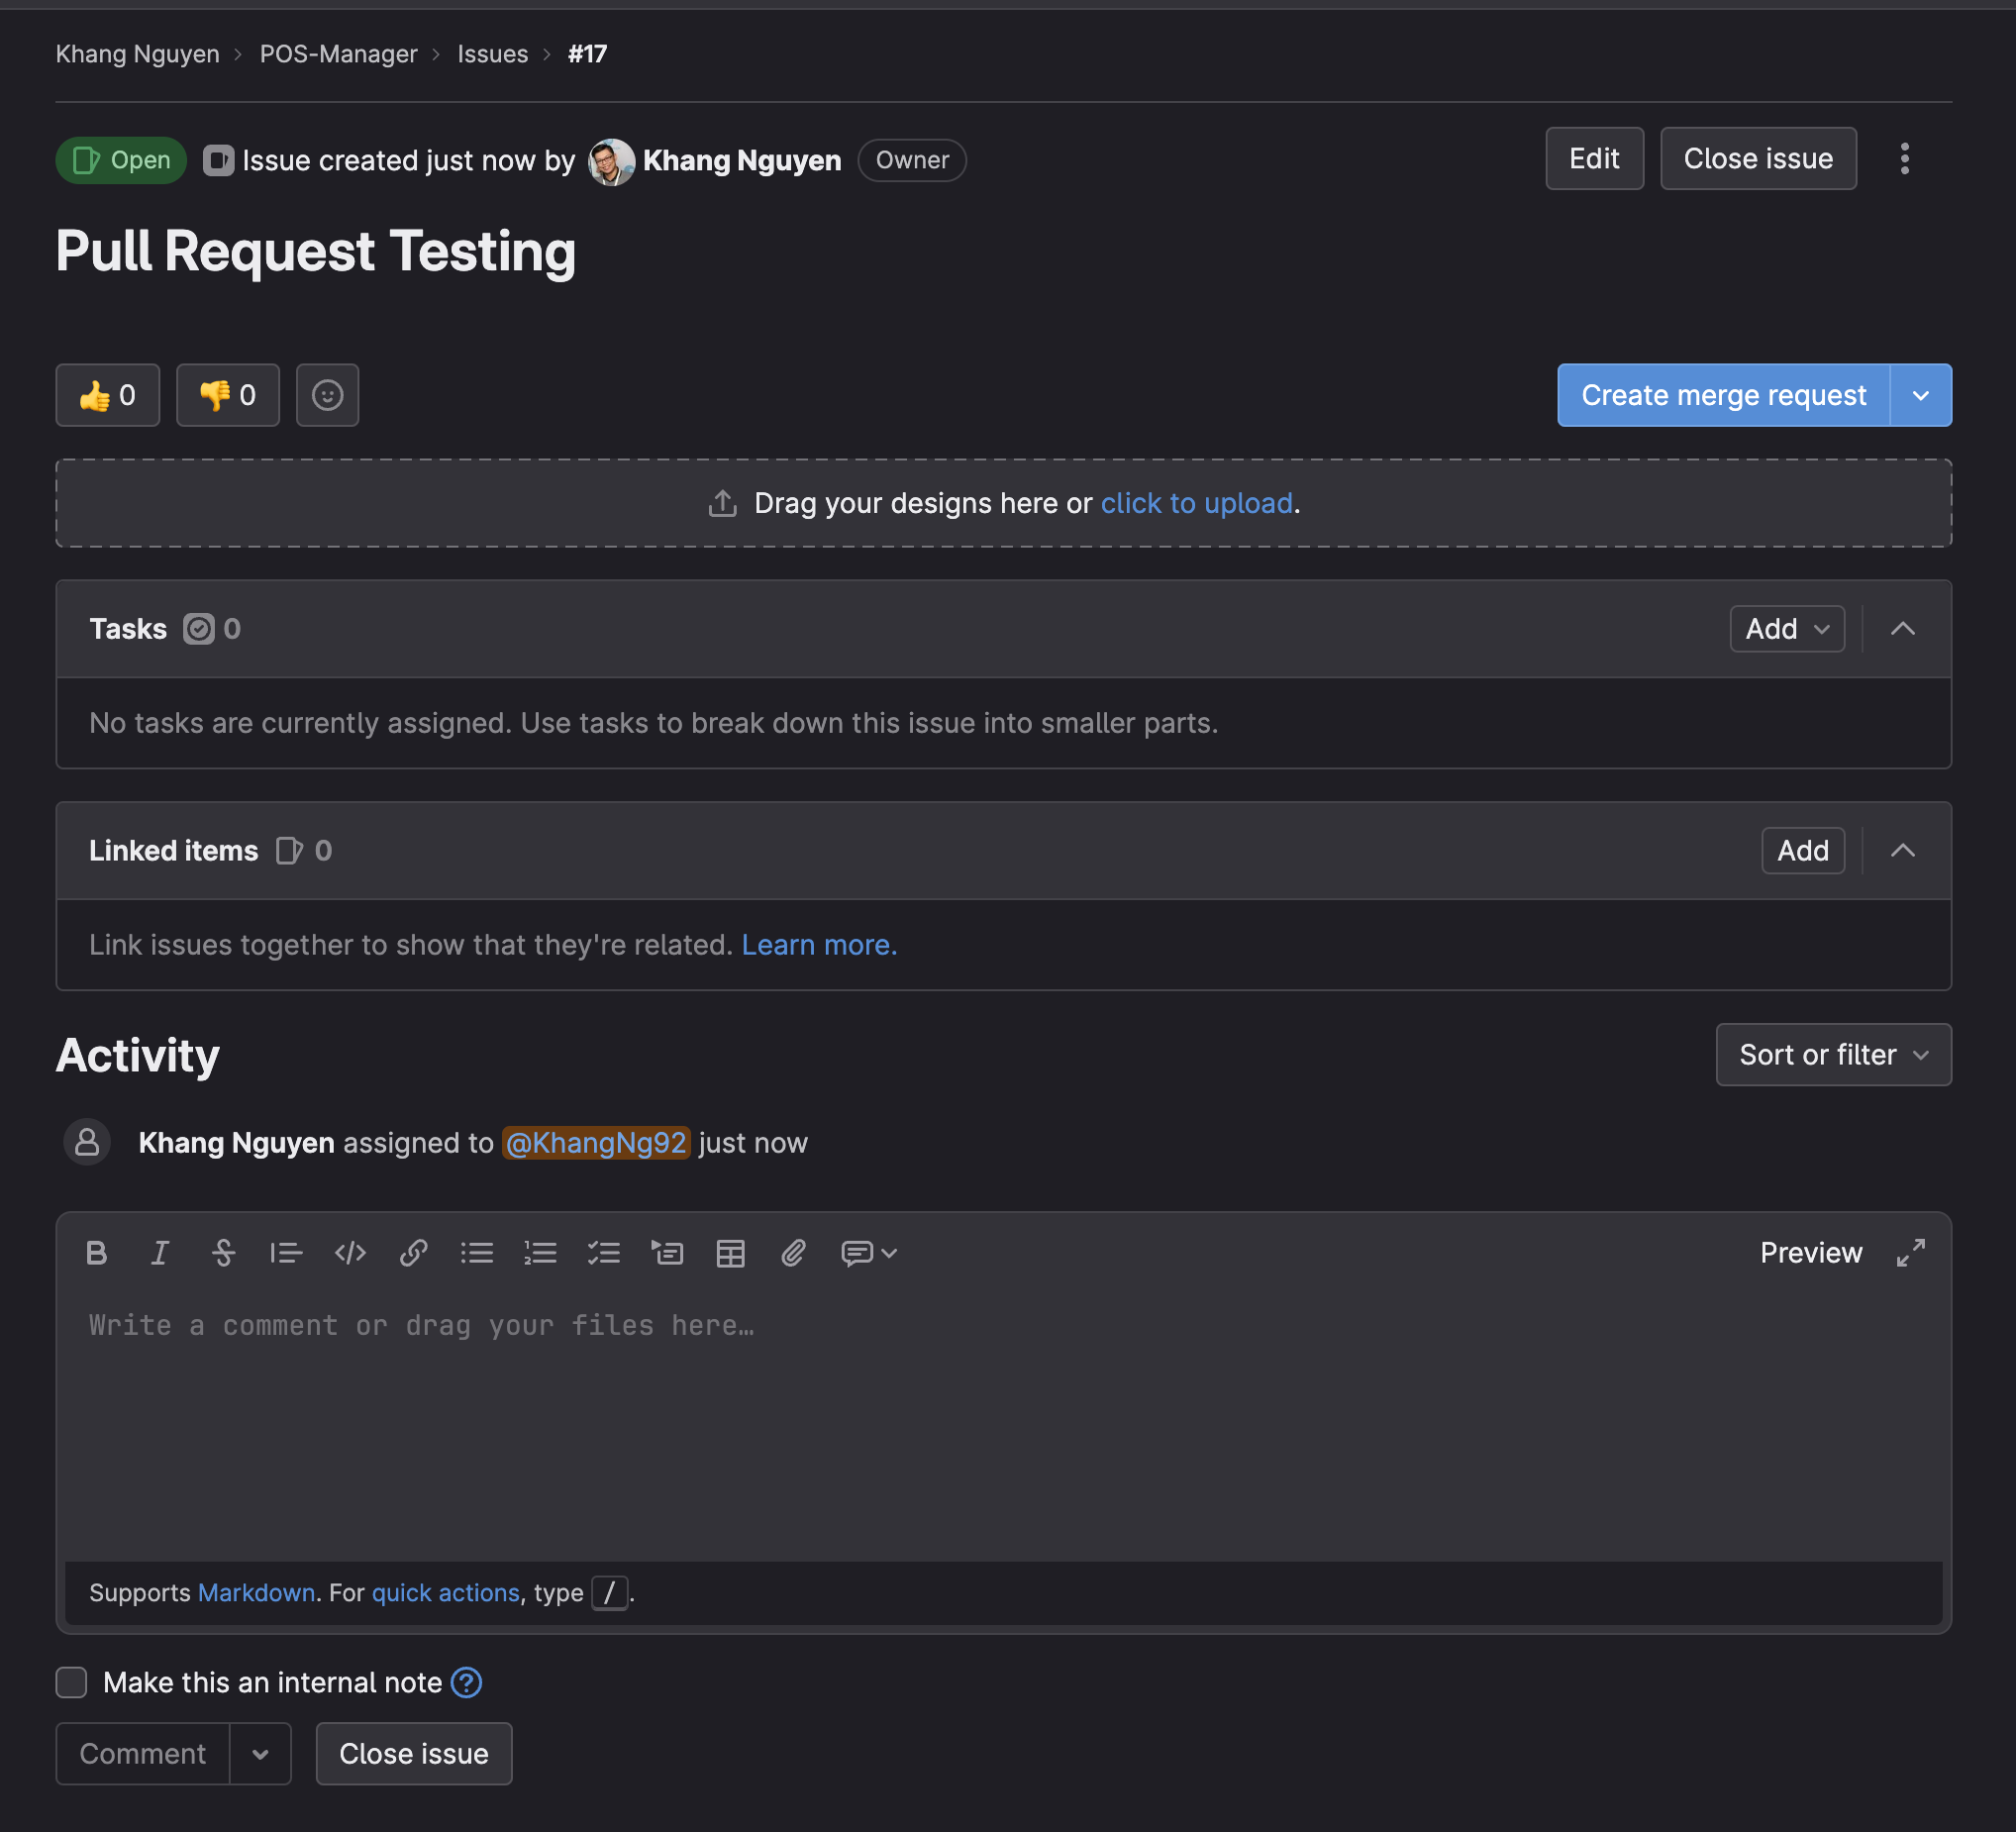 Khang Nguyen > POS-Manager > Issues > #17
Open Issue created just now by Khang Nguyen Owner
Edit Close issue
Pull Request Testing
0 0
Create merge request
Drag your designs here or click to upload.
Tasks 0
Add
No tasks are currently assigned. Use tasks to break down this issue into smaller parts.
Linked items 0
Add
Link issues together to show that they're related. Learn more.
Activity
Sort or filter
Khang Nguyen assigned to @KhangNg92 just now
Preview
Write a comment or drag your files here…
Supports Markdown. For quick actions, type /.
Make this an internal note ?
Comment Close issue